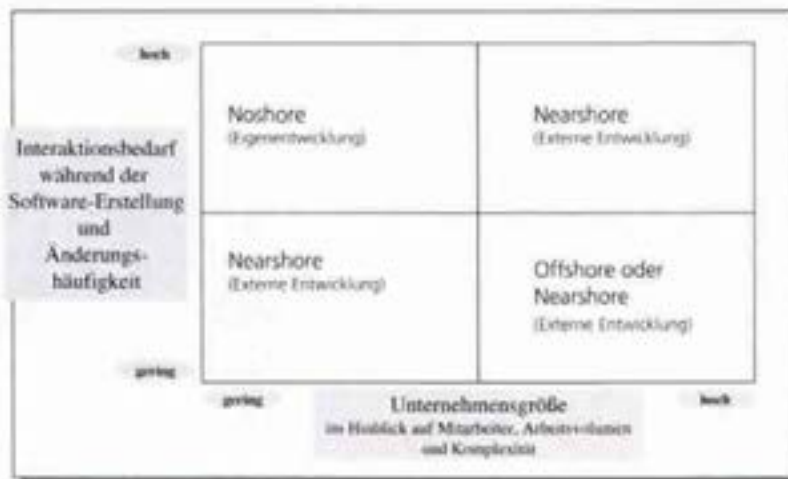 hoch
Interaktionsbedarf
während der
Software-Erstellung
und
Änderungs-
häufigkeit
gering
Noshore
(Eigenentwicklung)
Nearshore
(Externe Entwicklung)
Nearshore
(Externe Entwicklung)
Offshore oder
Nearshore
(Externe Entwicklung)
gering
Unternehmensgröße
im Hinblick auf Mitarbeiter, Arbeitsvolumen
und Komplexität
hoch